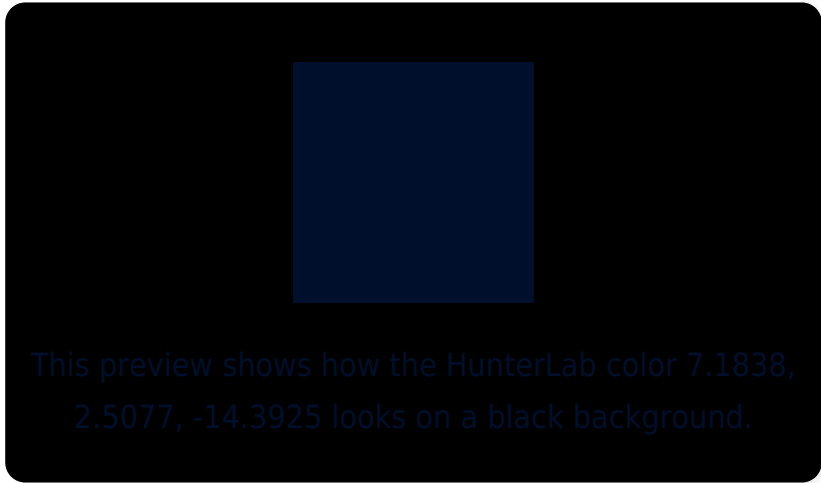 This preview shows how the HunterLab color 7.1838,
2.5077, -14.3925 looks on a black background.